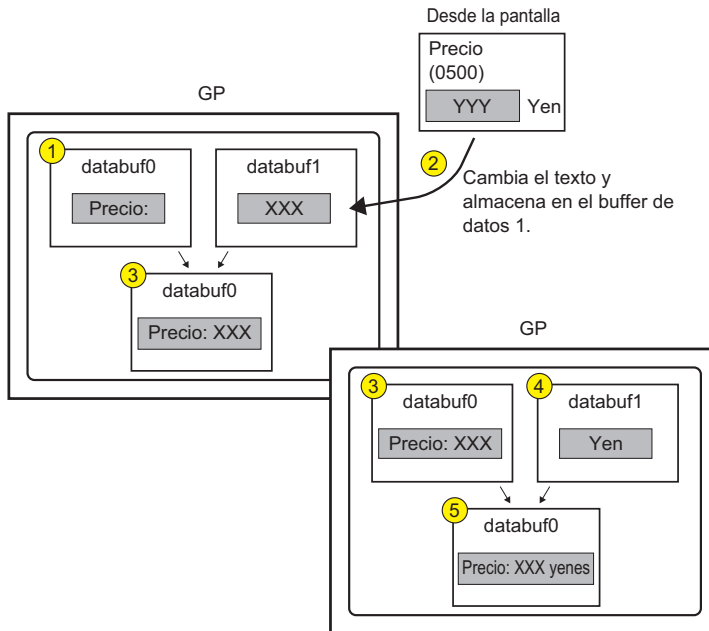 Desde la pantalla
Precio
(0500)
YYY Yen
GP
1
databuf0
Precio:
databuf1
XXX
2
Cambia el texto y
almacena en el buffer de
datos 1.
3
databuf0
Precio: XXX
GP
3
databuf0
Precio: XXX
4
databuf1
Yen
5
databuf0
Precio: XXX yenes